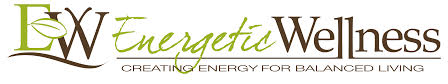 EW Energetic Wellness
CREATING ENERGY FOR BALANCED LIVING